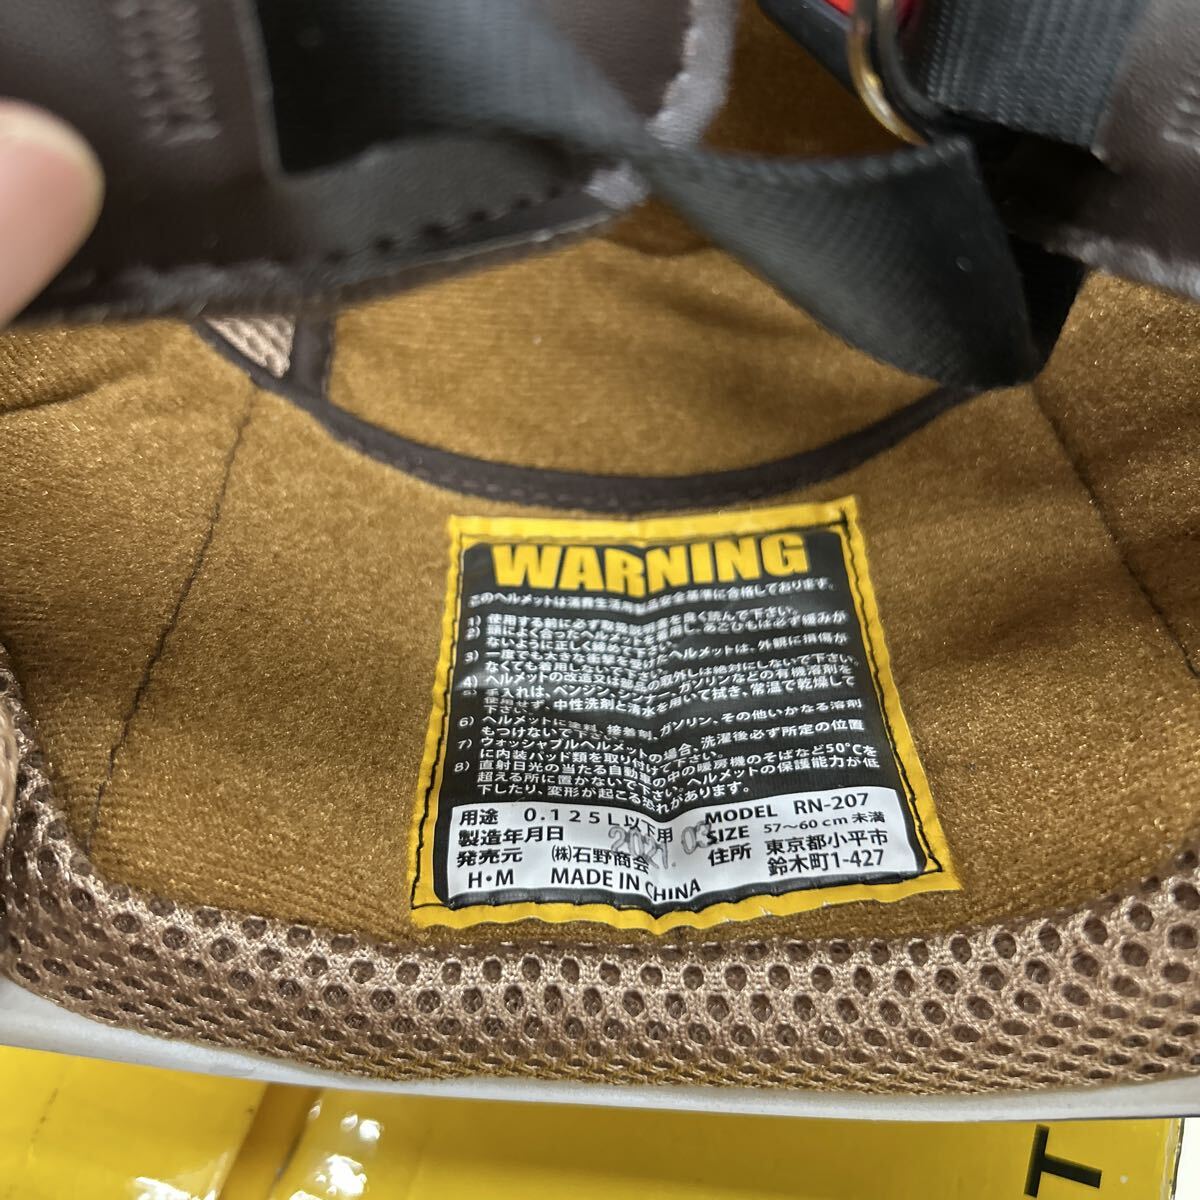 WARNING
このヘルメットは消費生活用製品安全基準に合格しております。
1) 使用する前に必ず取扱説明書を良く読んで下さい。
2) 頭によく合ったヘルメットを着用し、あごひもは必ず緩みが
ないように正しく締めて下さい。
3) 一度でも大きな衝撃を受けたヘルメットは、外観に損傷が
なくても着用しないで下さい。
4) ヘルメットの改造又は部品の取外しは絶対にしないで下さい。
5) 手入れは、ベンジン、シンナー、ガソリンなどの有機溶剤を
使用せず、中性洗剤と清水を用いて拭き、常温で乾燥して
下さい。
6) ヘルメットに塗料、接着剤、ガソリン、その他いかなる溶剤
もつけないで下さい。
7) ウォッシャブルヘルメットの場合、洗濯後必ず所定の位置
に内装パッド類を取り付けて下さい。
8) 直射日光の当たる自動車の中の暖房機のそばなど50°Cを
超える所に置かないで下さい。ヘルメットの保護能力が低
下したり、変形が起こる恐れがあります。
用途 0.125L以下用 MODEL RN-207
製造年月日 2021.03 SIZE 57～60cm未満
発売元 (株)石野商会 住所 東京都小平市
鈴木町1-427
H・M MADE IN CHINA
T